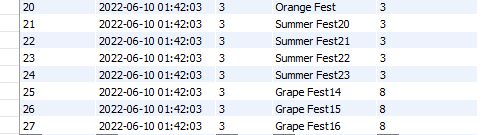 20 2022-06-10 01:42:03 3 Orange Fest 3
21 2022-06-10 01:42:03 3 Summer Fest20 3
22 2022-06-10 01:42:03 3 Summer Fest21 3
23 2022-06-10 01:42:03 3 Summer Fest22 3
24 2022-06-10 01:42:03 3 Summer Fest23 3
25 2022-06-10 01:42:03 3 Grape Fest14 8
26 2022-06-10 01:42:03 3 Grape Fest15 8
27 2022-06-10 01:42:03 3 Grape Fest16 8